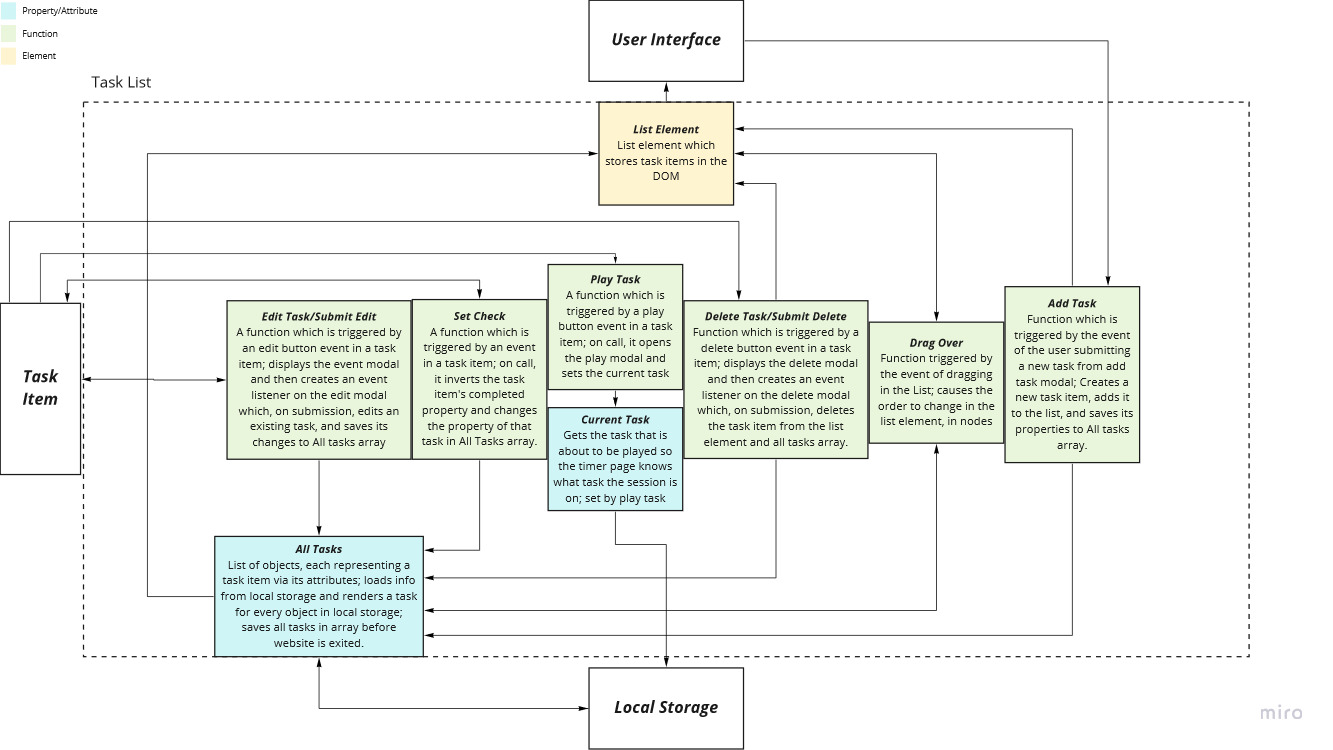 Property/Attribute
Function
Element
User Interface
Task List
List Element
List element which
stores task items in the
DOM
Task
Item
Edit Task/Submit Edit
A function which is triggered by
an edit button event in a task
item; displays the event modal
and then creates an event
listener on the edit modal
which, on submission, edits an
existing task, and saves its
changes to All tasks array
Set Check
A function which is
triggered by an event
in a task item; on call,
it inverts the task
item's completed
property and changes
the property of that
task in All Tasks array.
Play Task
A function which is
triggered by a play
button event in a task
item; on call, it opens
the play modal and
sets the current task
Current Task
Gets the task that is
about to be played so
the timer page knows
what task the session is
on; set by play task
Delete Task/Submit Delete
Function which is triggered by a
delete button event in a task
item; displays the delete modal
and then creates an event
listener on the delete modal
which, on submission, deletes
the task item from the list
element and all tasks array.
Drag Over
Function triggered by
the event of dragging
in the List; causes the
order to change in the
list element, in nodes
Add Task
Function which is
triggered by the event
of the user submitting
a new task from add
task modal; Creates a
new task item, adds it
to the list, and saves its
properties to All tasks
array.
All Tasks
List of objects, each representing a
task item via its attributes; loads info
from local storage and renders a task
for every object in local storage;
saves all tasks in array before
website is exited.
Local Storage
miro